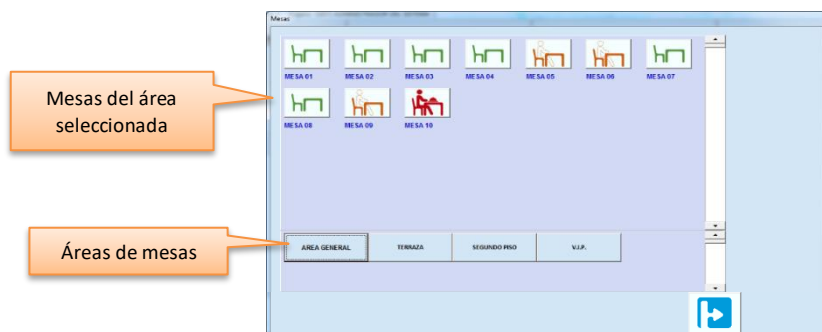 Mesas
MESA 01 MESA 02 MESA 03 MESA 04 MESA 05 MESA 06 MESA 07
Mesas del área
seleccionada
MESA 08 MESA 09 MESA 10
Áreas de mesas
AREA GENERAL TERRAZA SEGUNDO PISO V.I.P.